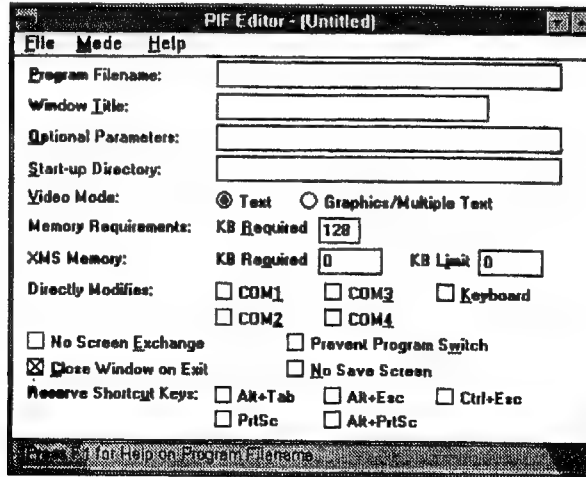 PIF Editor - (Untitled)
File Mode Help
Program Filename:
Window Title:
Optional Parameters:
Start-up Directory:
Video Mode: Text Graphics/Multiple Text
Memory Requirements: KB Required 128
XMS Memory: KB Required 0 KB Limit 0
Directly Modifies: COM1 COM3 Keyboard
COM2 COM4
No Screen Exchange Prevent Program Switch
Close Window on Exit No Save Screen
Reserve Shortcut Keys: Alt+Tab Alt+Esc Ctrl+Esc
PrtSc Alt+PrtSc
Press F1 for Help on Program Filename